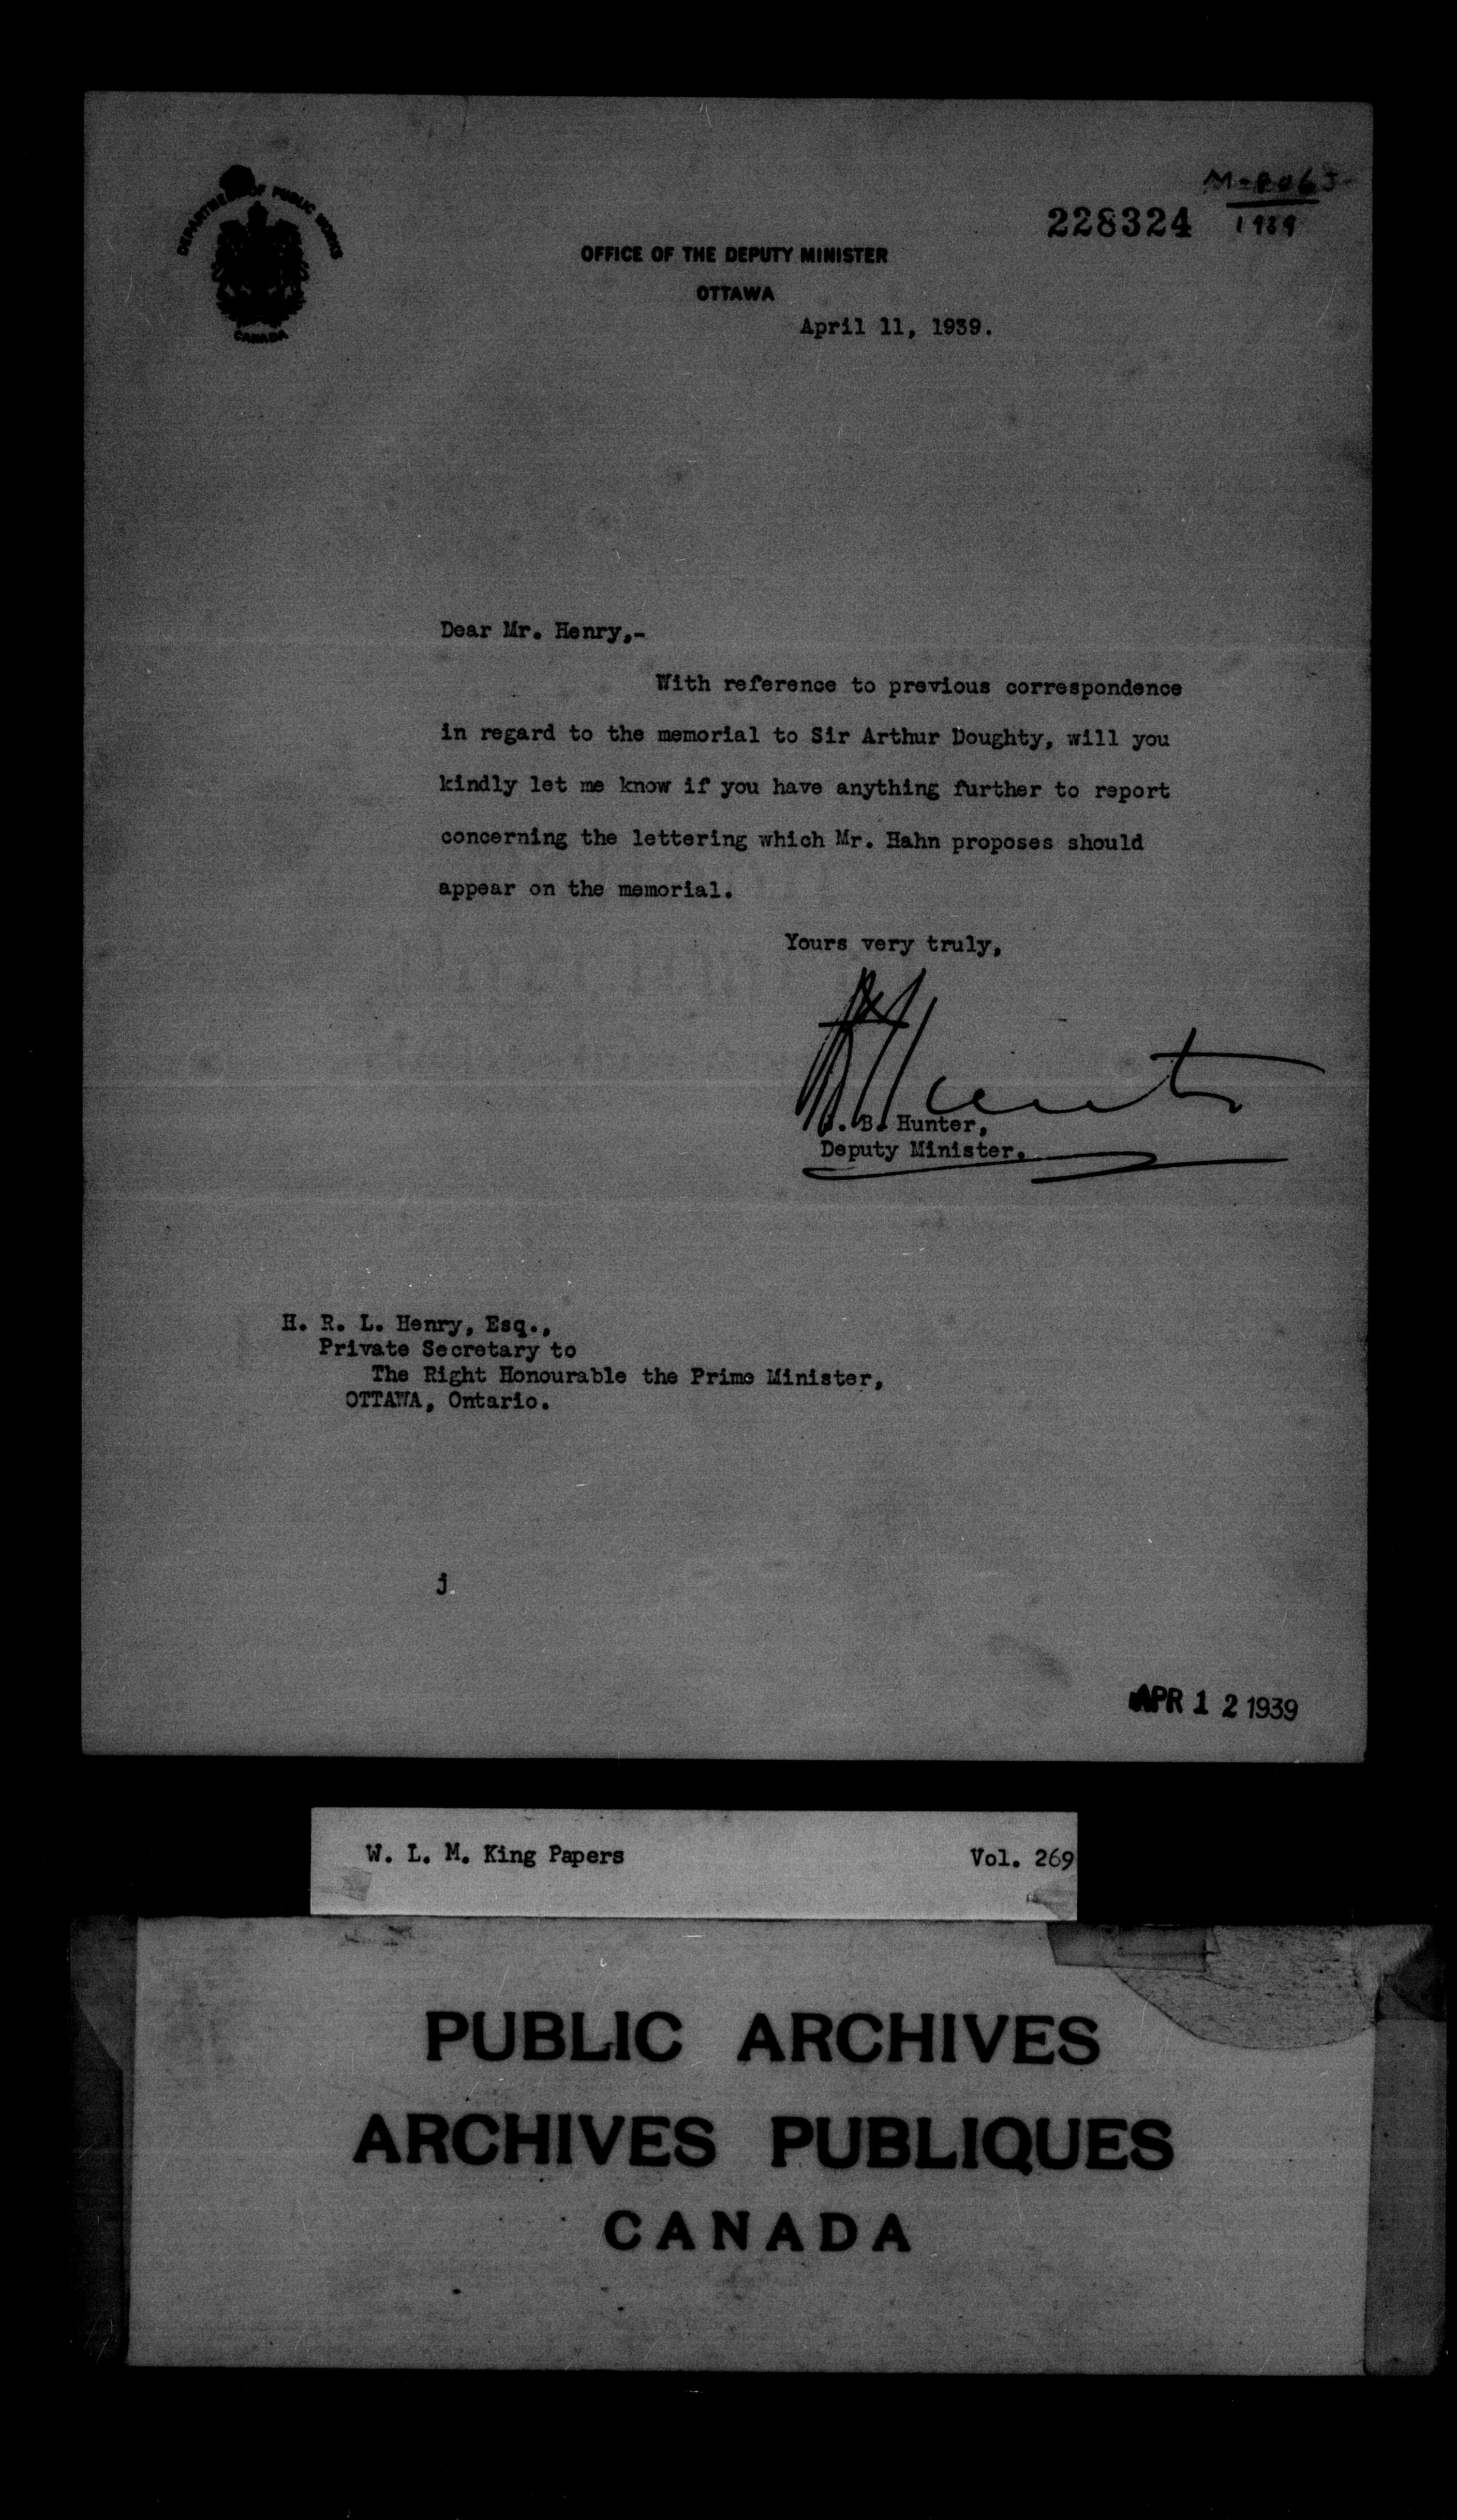 DEPARTMENT OF PUBLIC WORKS
CANADA
228324
1939
OFFICE OF THE DEPUTY MINISTER
OTTAWA
April 11, 1939.
Dear Mr. Henry,-
With reference to previous correspondence
in regard to the memorial to Sir Arthur Doughty, will you
kindly let me know if you have anything further to report
concerning the lettering which Mr. Hahn proposes should
appear on the memorial.
Yours very truly,
B. Hunter,
Deputy Minister.
H. R. L. Henry, Esq.,
Private Secretary to
The Right Honourable the Prime Minister,
OTTAWA, Ontario.
j.
APR 12 1939
W. L. M. King Papers Vol. 269
PUBLIC ARCHIVES
ARCHIVES PUBLIQUES
CANADA